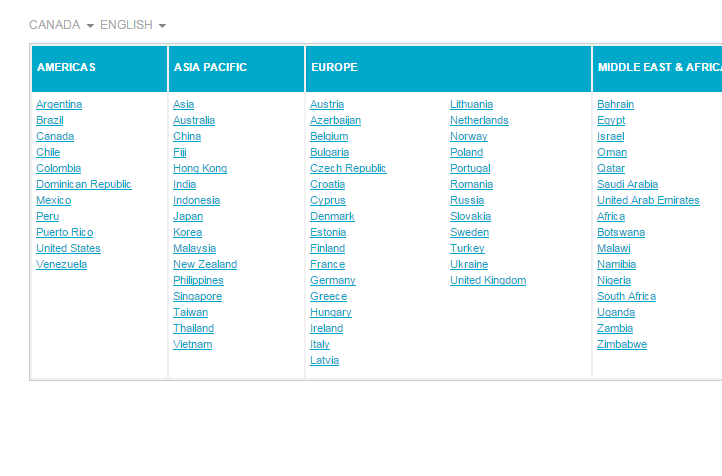 CANADA ENGLISH
AMERICAS
Argentina
Brazil
Canada
Chile
Colombia
Dominican Republic
Mexico
Peru
Puerto Rico
United States
Venezuela
ASIA PACIFIC
Asia
Australia
China
Fiji
Hong Kong
India
Indonesia
Japan
Korea
Malaysia
New Zealand
Philippines
Singapore
Taiwan
Thailand
Vietnam
EUROPE
Austria
Azerbaijan
Belgium
Bulgaria
Czech Republic
Croatia
Cyprus
Denmark
Estonia
Finland
France
Germany
Greece
Hungary
Ireland
Italy
Latvia
Lithuania
Netherlands
Norway
Poland
Portugal
Romania
Russia
Slovakia
Sweden
Turkey
Ukraine
United Kingdom
MIDDLE EAST & AFRICA
Bahrain
Egypt
Israel
Oman
Qatar
Saudi Arabia
United Arab Emirates
Africa
Botswana
Malawi
Namibia
Nigeria
South Africa
Uganda
Zambia
Zimbabwe